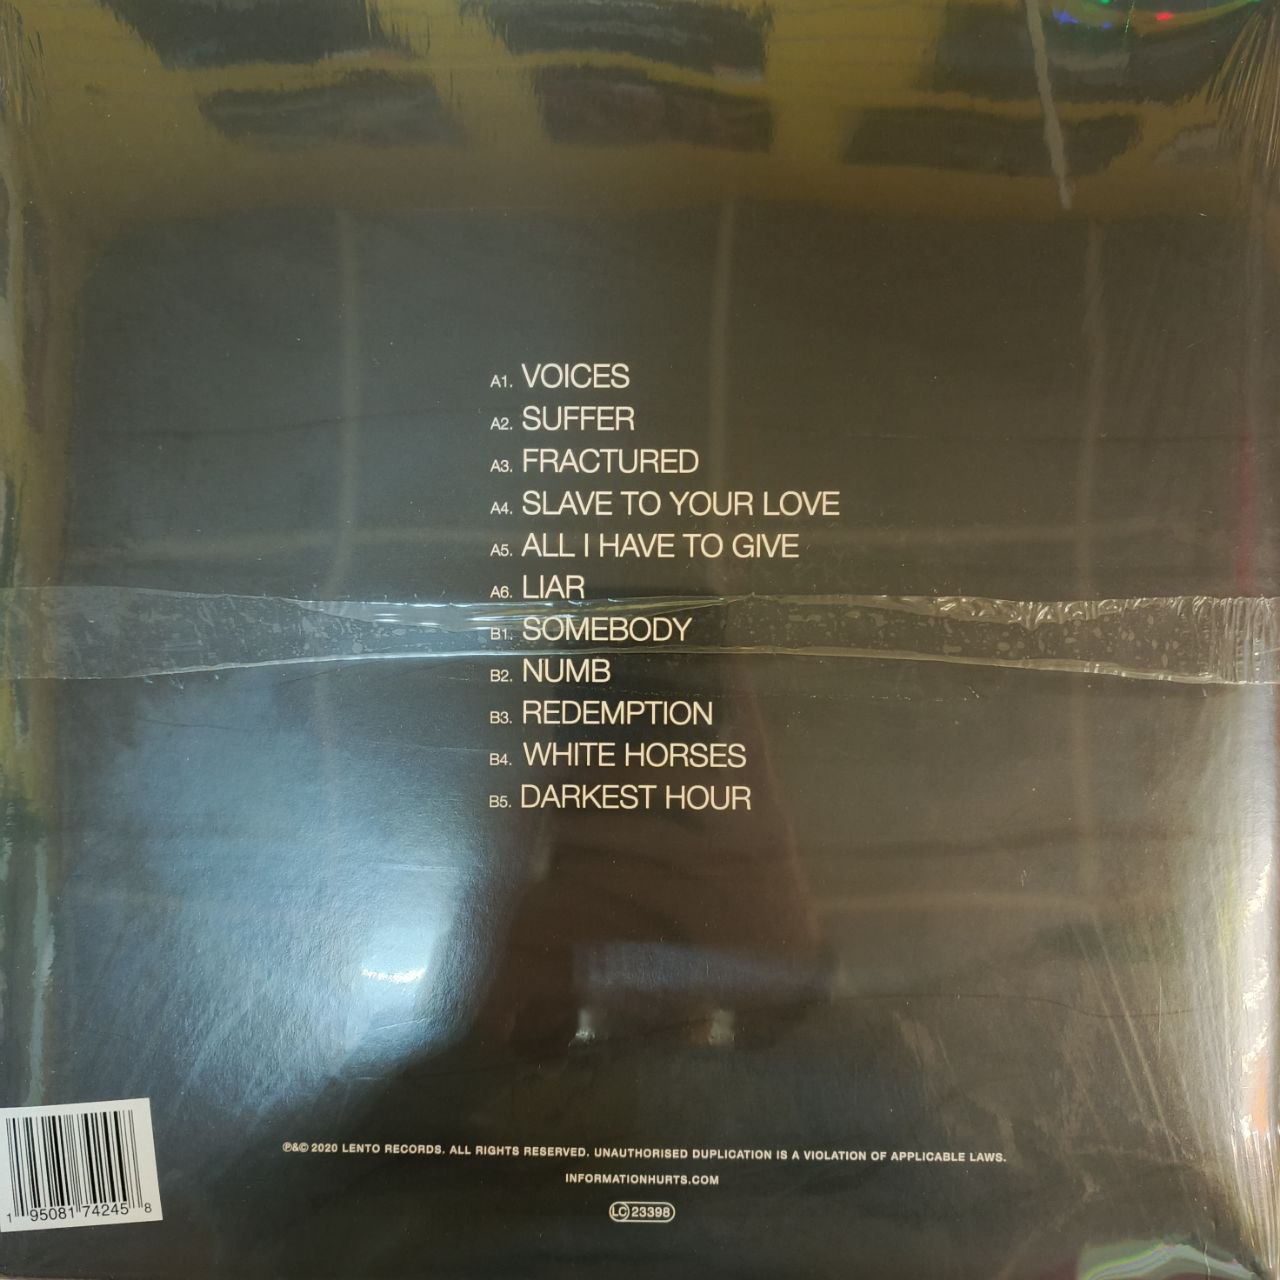 A1. VOICES
A2. SUFFER
A3. FRACTURED
A4. SLAVE TO YOUR LOVE
A5. ALL I HAVE TO GIVE
A6. LIAR
B1. SOMEBODY
B2. NUMB
B3. REDEMPTION
B4. WHITE HORSES
B5. DARKEST HOUR
℗&© 2020 LENTO RECORDS. ALL RIGHTS RESERVED. UNAUTHORISED DUPLICATION IS A VIOLATION OF APPLICABLE LAWS.
INFORMATIONHURTS.COM
LC 23398
1 95081 74245 8